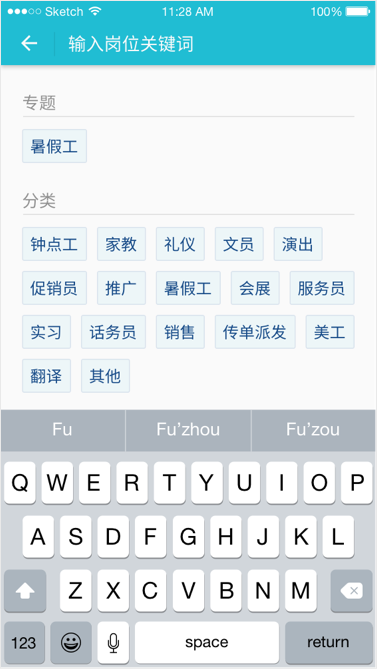 Sketch 11:28 AM 100%
输入岗位关键词
专题
暑假工
分类
钟点工 家教 礼仪 文员 演出
促销员 推广 暑假工 会展 服务员
实习 话务员 销售 传单派发 美工
翻译 其他
Fu Fu'zhou Fu'zou
Q W E R T Y U I O P
A S D F G H J K L
Z X C V B N M
123 space return